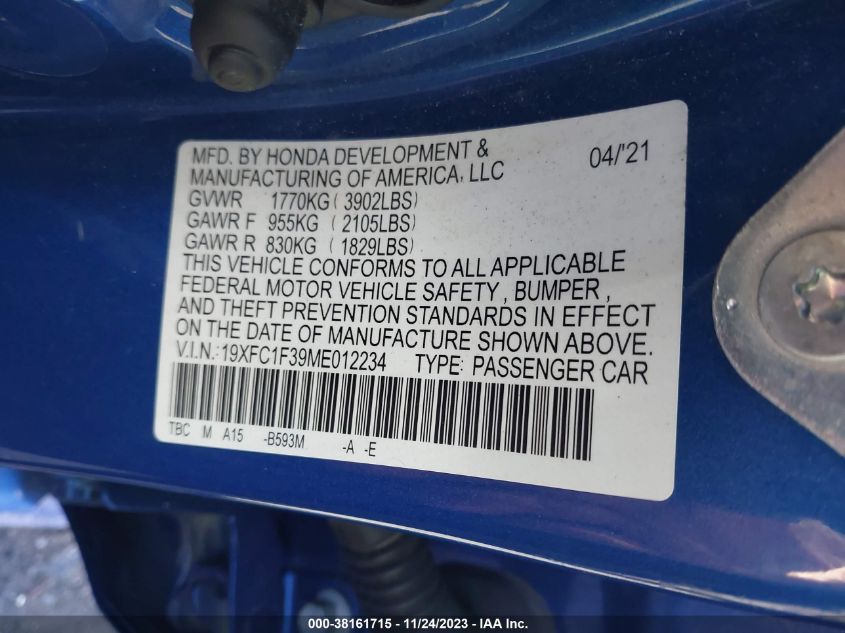 MFD. BY HONDA DEVELOPMENT & 04/'21
MANUFACTURING OF AMERICA, LLC
GVWR 1770KG ( 3902LBS)
GAWR F 955KG ( 2105LBS)
GAWR R 830KG ( 1829LBS)
THIS VEHICLE CONFORMS TO ALL APPLICABLE
FEDERAL MOTOR VEHICLE SAFETY , BUMPER ,
AND THEFT PREVENTION STANDARDS IN EFFECT
ON THE DATE OF MANUFACTURE SHOWN ABOVE.
V.I.N.:19XFC1F39ME012234 TYPE: PASSENGER CAR
TBC M A15 -B593M -A -E
000-38161715 - 11/24/2023 - IAA Inc.